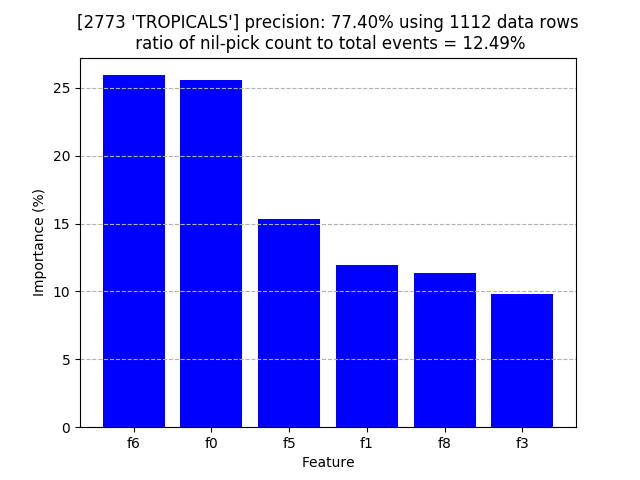 [2773 'TROPICALS'] precision: 77.40% using 1112 data rows
ratio of nil-pick count to total events = 12.49%
25
20
15
10
5
0
Importance (%)
f6 f0 f5 f1 f8 f3
Feature